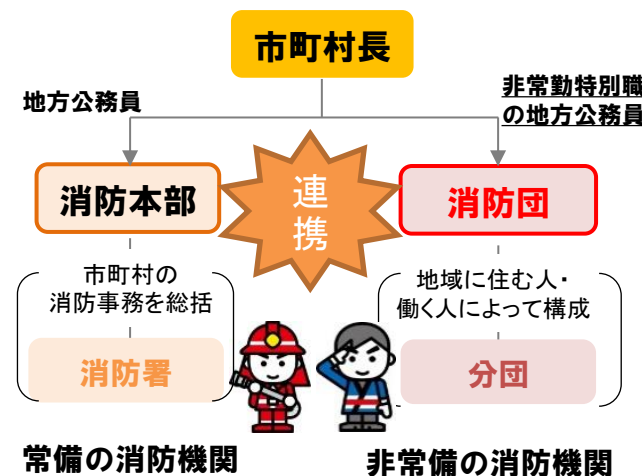 市町村長
地方公務員
非常勤特別職
の地方公務員
消防本部
連
携
消防団
市町村の
消防事務を総括
地域に住む人・
働く人によって構成
消防署
分団
常備の消防機関
非常備の消防機関